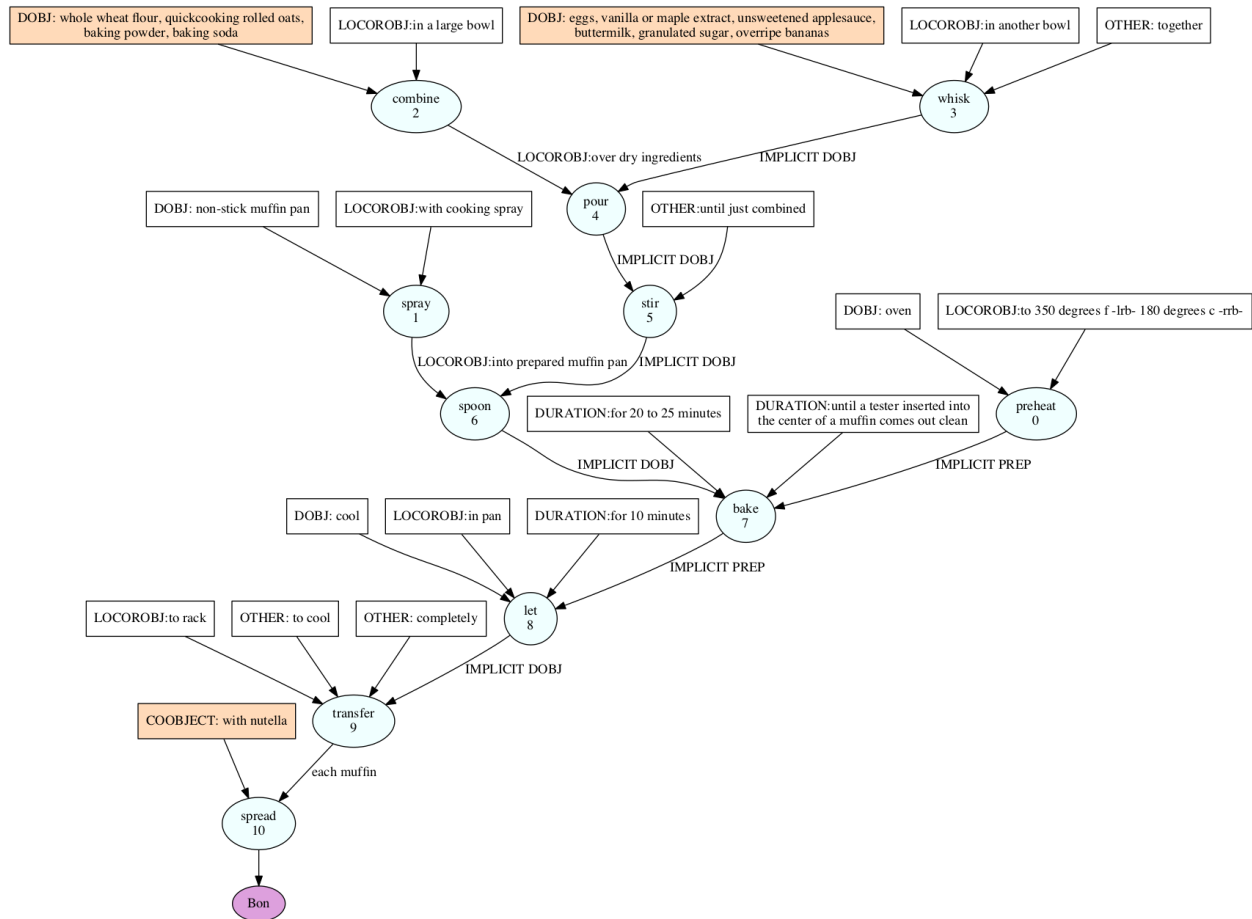 DOBJ: whole wheat flour, quickcooking rolled oats,
baking powder, baking soda
LOCOROBJ:in a large bowl
DOBJ: eggs, vanilla or maple extract, unsweetened applesauce,
buttermilk, granulated sugar, overripe bananas
LOCOROBJ:in another bowl
OTHER: together
combine
2
whisk
3
LOCOROBJ:over dry ingredients
IMPLICIT DOBJ
DOBJ: non-stick muffin pan
LOCOROBJ:with cooking spray
pour
4
OTHER:until just combined
IMPLICIT DOBJ
spray
1
stir
5
DOBJ: oven
LOCOROBJ:to 350 degrees f -lrb- 180 degrees c -rrb-
LOCOROBJ:into prepared muffin pan
IMPLICIT DOBJ
spoon
6
DURATION:for 20 to 25 minutes
DURATION:until a tester inserted into
the center of a muffin comes out clean
preheat
0
IMPLICIT DOBJ
IMPLICIT PREP
DOBJ: cool
LOCOROBJ:in pan
DURATION:for 10 minutes
bake
7
IMPLICIT PREP
LOCOROBJ:to rack
OTHER: to cool
OTHER: completely
let
8
IMPLICIT DOBJ
COOBJECT: with nutella
transfer
9
each muffin
spread
10
Bon